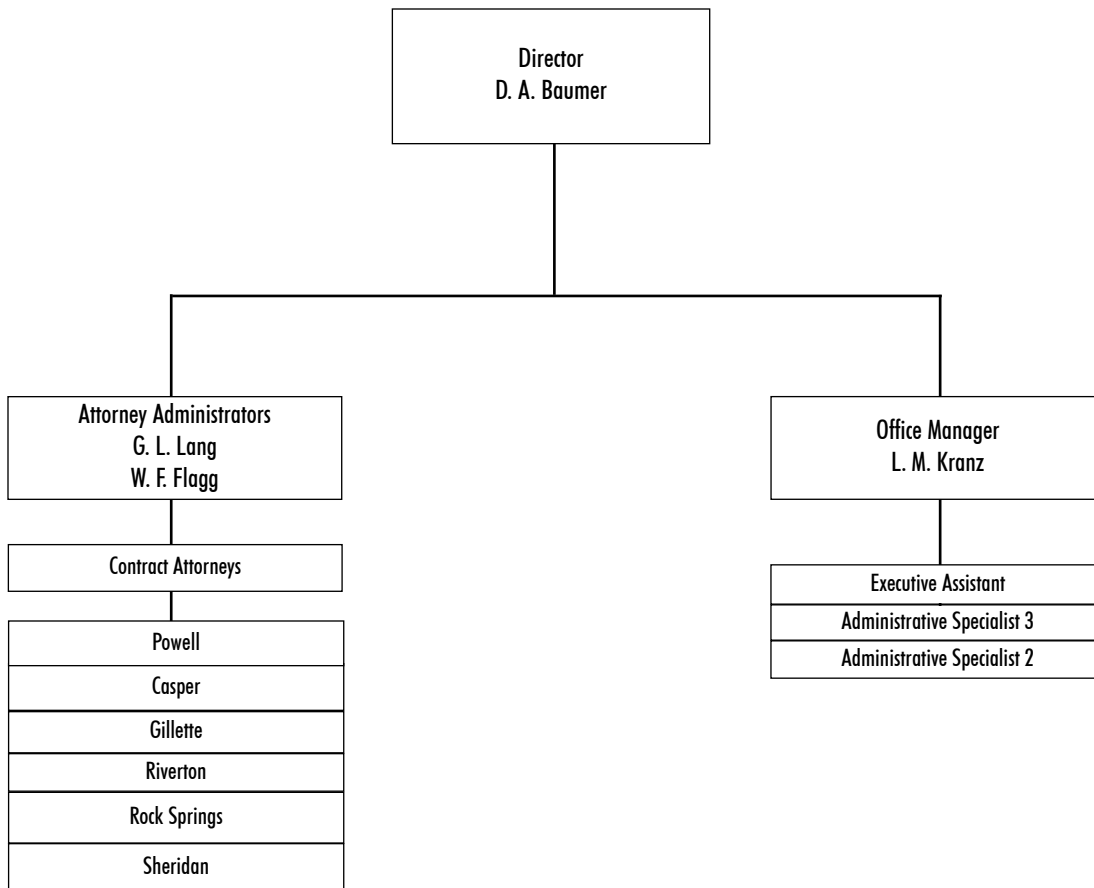 Director
D. A. Baumer
Attorney Administrators
G. L. Lang
W. F. Flagg
Office Manager
L. M. Kranz
Contract Attorneys
Powell
Casper
Gillette
Riverton
Rock Springs
Sheridan
Executive Assistant
Administrative Specialist 3
Administrative Specialist 2